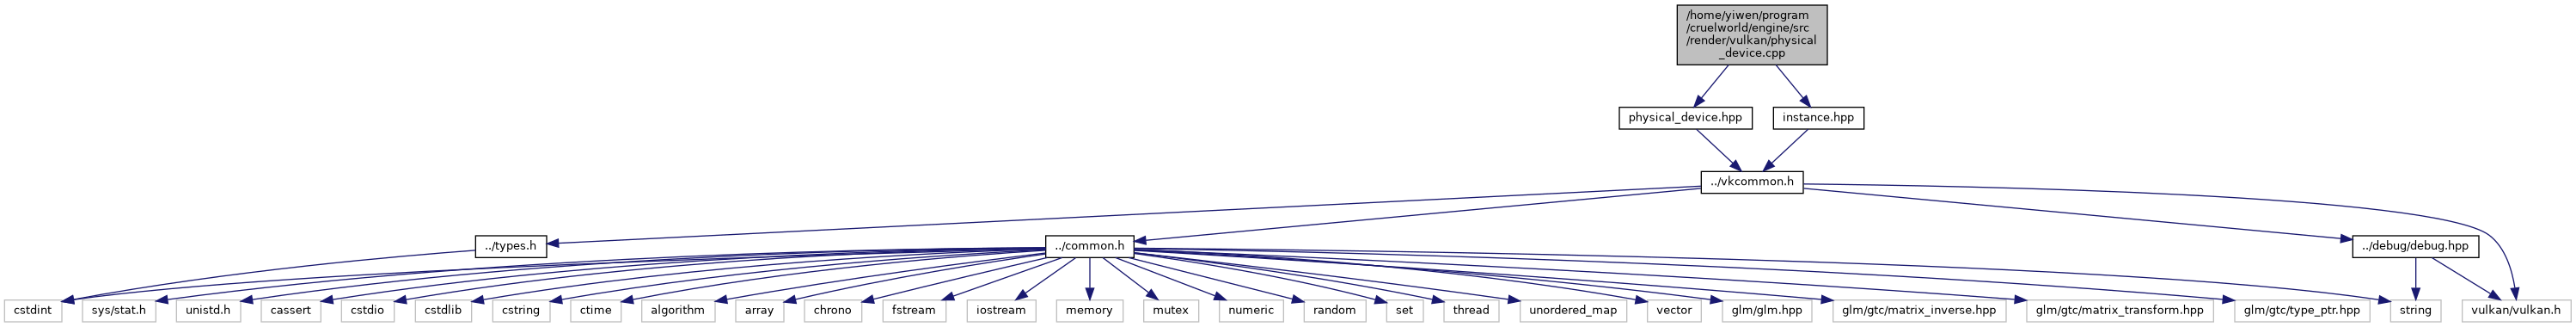 /home/yiwen/program
/cruelworld/engine/src
/render/vulkan/physical
_device.cpp
physical_device.hpp
instance.hpp
../vkcommon.h
../types.h
../common.h
../debug/debug.hpp
cstdint
sys/stat.h
unistd.h
cassert
cstdio
cstdlib
cstring
ctime
algorithm
array
chrono
fstream
iostream
memory
mutex
numeric
random
set
thread
unordered_map
vector
glm/glm.hpp
glm/gtc/matrix_inverse.hpp
glm/gtc/matrix_transform.hpp
glm/gtc/type_ptr.hpp
string
vulkan/vulkan.h